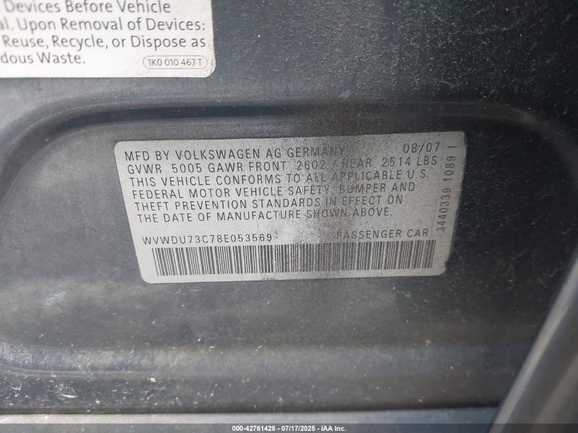 Devices Before Vehicle
al. Upon Removal of Devices:
Reuse, Recycle, or Dispose as
dous Waste.
1K0 010 467 T
MFD BY VOLKSWAGEN AG GERMANY 08/07
GVWR 5005 GAWR FRONT 2602 / REAR 2514 LBS
THIS VEHICLE CONFORMS TO ALL APPLICABLE U.S.
FEDERAL MOTOR VEHICLE SAFETY, BUMPER AND
THEFT PREVENTION STANDARDS IN EFFECT ON THE
DATE OF MANUFACTURE SHOWN ABOVE.
WVWDU73C78E053569 PASSENGER CAR
3440339 1089 1
000-42761428 - 07/17/2025 - IAA Inc.